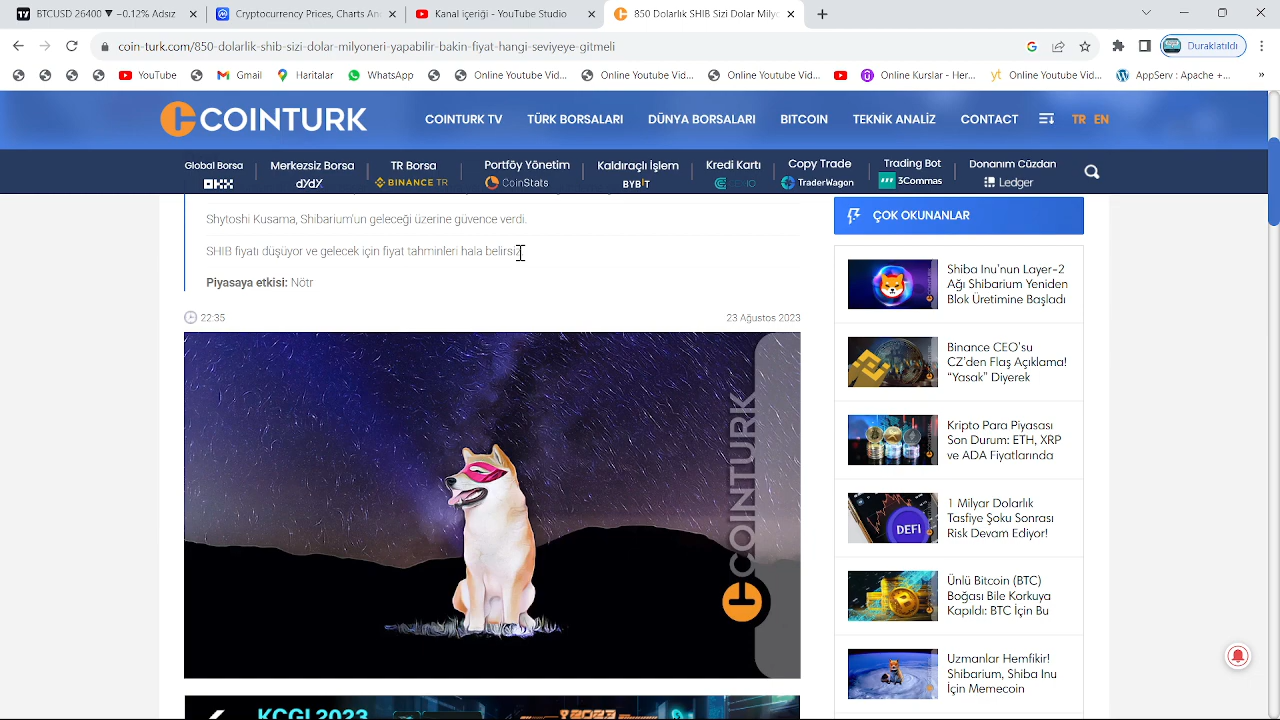 BTCUSD 26400 ▼ −0.12% Adsız
Coin Prices, Charts An
Kanal içeriği - YouTube Studio
850 Dolarlık SHIB Sizi Dolar Milyo
coin-turk.com/850-dolarlik-shib-sizi-dolar-milyoneri-yapabilir-bakin-fiyat-hangi-seviyeye-gitmeli
Duraklatıldı
YouTube
Gmail
Haritalar
WhatsApp
Online Youtube Vid...
Online Youtube Vid...
Online Youtube Vid...
Online Kurslar - Her...
Online Youtube Vid...
AppServ : Apache +...
COINTURK
COINTURK TV
TÜRK BORSALARI
DÜNYA BORSALARI
BITCOIN
TEKNİK ANALİZ
CONTACT
TR EN
Global Borsa
OKX
Merkezsiz Borsa
dYdX
TR Borsa
BINANCE TR
Portföy Yönetim
CoinStats
Kaldıraçlı İşlem
BYBIT
Kredi Kartı
Copy Trade
TraderWagon
Trading Bot
3Commas
Donanım Cüzdan
Ledger
Shytoshi Kusama, Shibarium'un geleceği üzerine güvence verdi.
SHIB fiyatı düşüyor ve gelecek için fiyat tahminleri hala belirsiz.
Piyasaya etkisi: Nötr
22:35
23 Ağustos 2023
COINTURK
KCGI 2023
ÇOK OKUNANLAR
Shiba Inu'nun Layer-2
Ağı Shibarium Yeniden
Blok Üretimine Başladı
Binance CEO'su
CZ'den Flaş Açıklama!
“Yasak” Diyerek
Kripto Para Piyasası
Son Durum: ETH, XRP
ve ADA Fiyatlarında
DEFI
1 Milyar Dolarlık
Tasfiye Şoku Sonrası
Risk Devam Ediyor!
Ünlü Bitcoin (BTC)
Boğası Bile Korkuya
Kapıldı: BTC İçin Bu
Uzmanlar Hemfikir!
Shibarium, Shiba Inu
İçin Memecoin